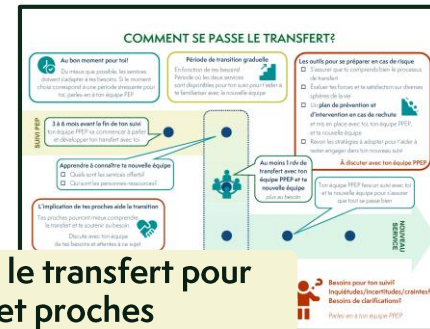 COMMENT SE PASSE LE TRANSFERT?
Au bon moment pour toi!
Du mieux que possible, les services
doivent s'adapter à tes besoins. Si le moment
choisi correspond à une période stressante pour
toi, parles-en à ton équipe PEP
Période de transition graduelle
En fonction de tes besoins!
Période où les deux services
sont disponibles pour ton suivi pour t'aider à
te familiariser avec la nouvelle équipe
Les outils pour se préparer en cas de risque
S'assurer que tu comprends bien le processus
de transfert
Évaluer tes forces et ta satisfaction sur diverses
sphères de la vie
Un plan de prévention et
d'intervention en cas de rechute
est mis en place avec toi, ton équipe PPEP,
et ta nouvelle équipe
Revoir les stratégies à adopter pour t'aider à
rester engagé dans ton nouveau suivi
À discuter avec ton équipe PPEP
SUIVI PEP
3 à 6 mois avant la fin de ton suivi
ton équipe PPEP va commencer à parler
et développer ton transfert avec toi
Apprendre à connaître ta nouvelle équipe
Quels sont les services offerts?
Qui sont les personnes-ressources?
Au moins 1 rdv de
transfert avec ton
équipe PPEP et ta
nouvelle équipe
plus au besoin
Ton équipe PPEP fera un suivi avec toi
et ta nouvelle équipe pour s'assurer
que tout se passe bien
L'implication de tes proches aide la transition
Tes proches pourront mieux comprendre
le transfert et te soutenir au besoin
Discute avec ton équipe
de tes besoins et attentes à ce sujet
NOUVEAU
SERVICE
le transfert pour
et proches
Besoins pour ton suivi?
Inquiétudes/incertitudes/craintes?
Besoins de clarifications?
Parles-en à ton équipe PPEP